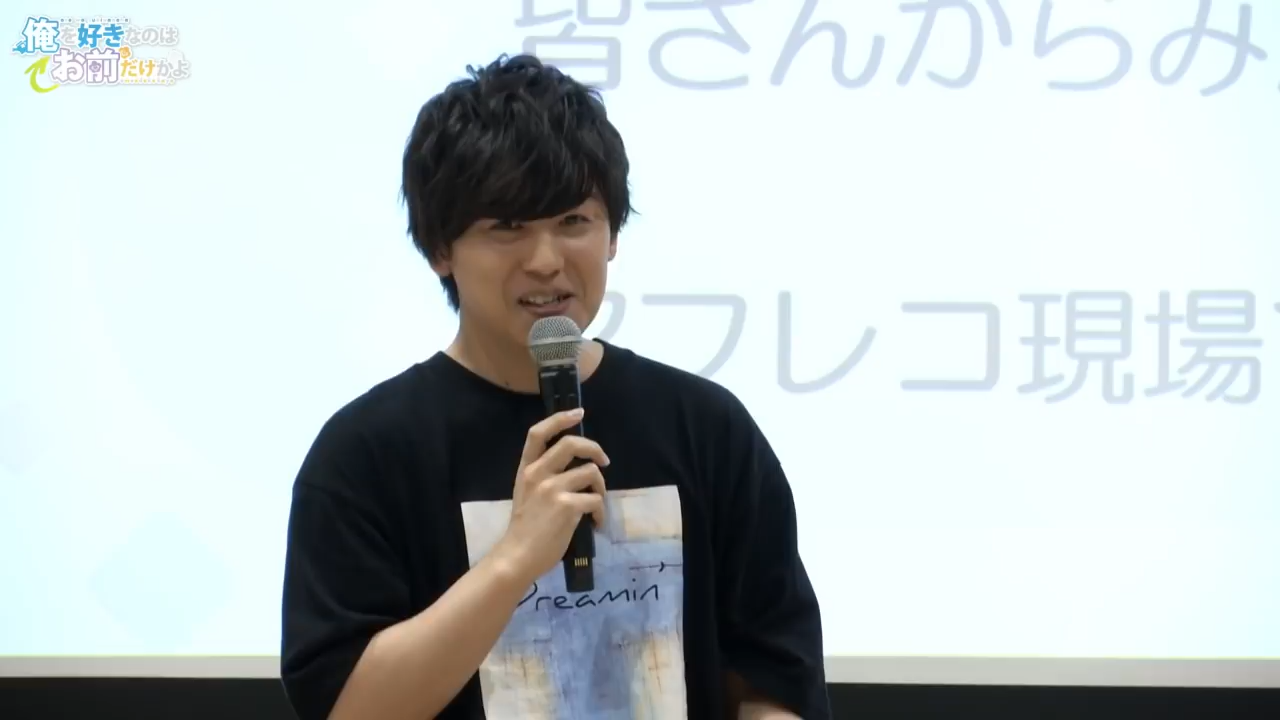 俺を好きなのは
お前だけかよ
皆さんからみ
アフレコ現場
Dreamin